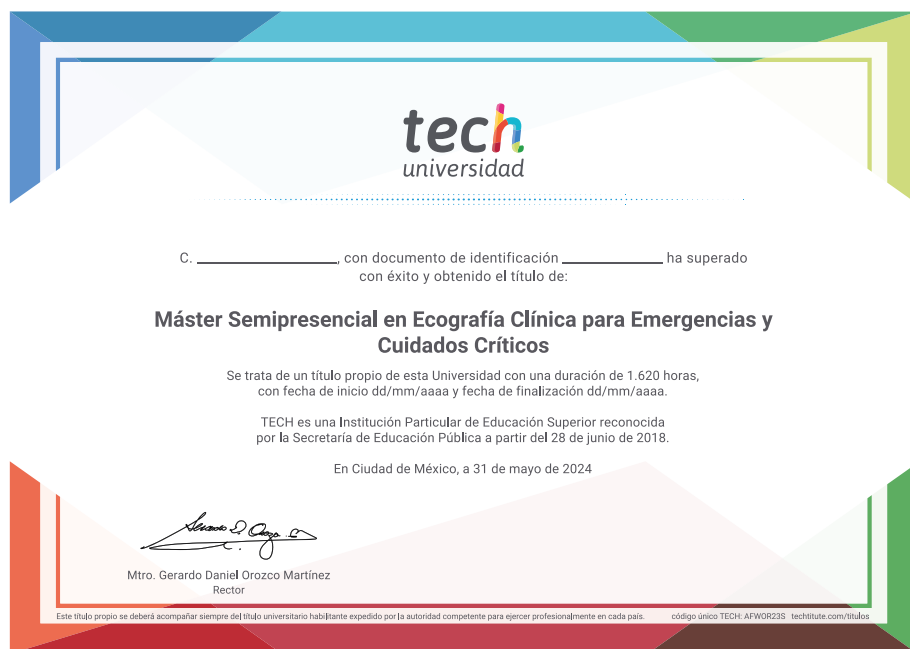 tech
universidad
C. ____________, con documento de identificación ____________ ha superado
con éxito y obtenido el título de:
Máster Semipresencial en Ecografía Clínica para Emergencias y
Cuidados Críticos
Se trata de un título propio de esta Universidad con una duración de 1.620 horas,
con fecha de inicio dd/mm/aaaa y fecha de finalización dd/mm/aaaa.
TECH es una Institución Particular de Educación Superior reconocida
por la Secretaría de Educación Pública a partir del 28 de junio de 2018.
En Ciudad de México, a 31 de mayo de 2024
Mtro. Gerardo Daniel Orozco Martínez
Rector
Este título propio se deberá acompañar siempre del título universitario habilitante expedido por la autoridad competente para ejercer profesionalmente en cada país. código único TECH: AFWOR23S techtitute.com/titulos